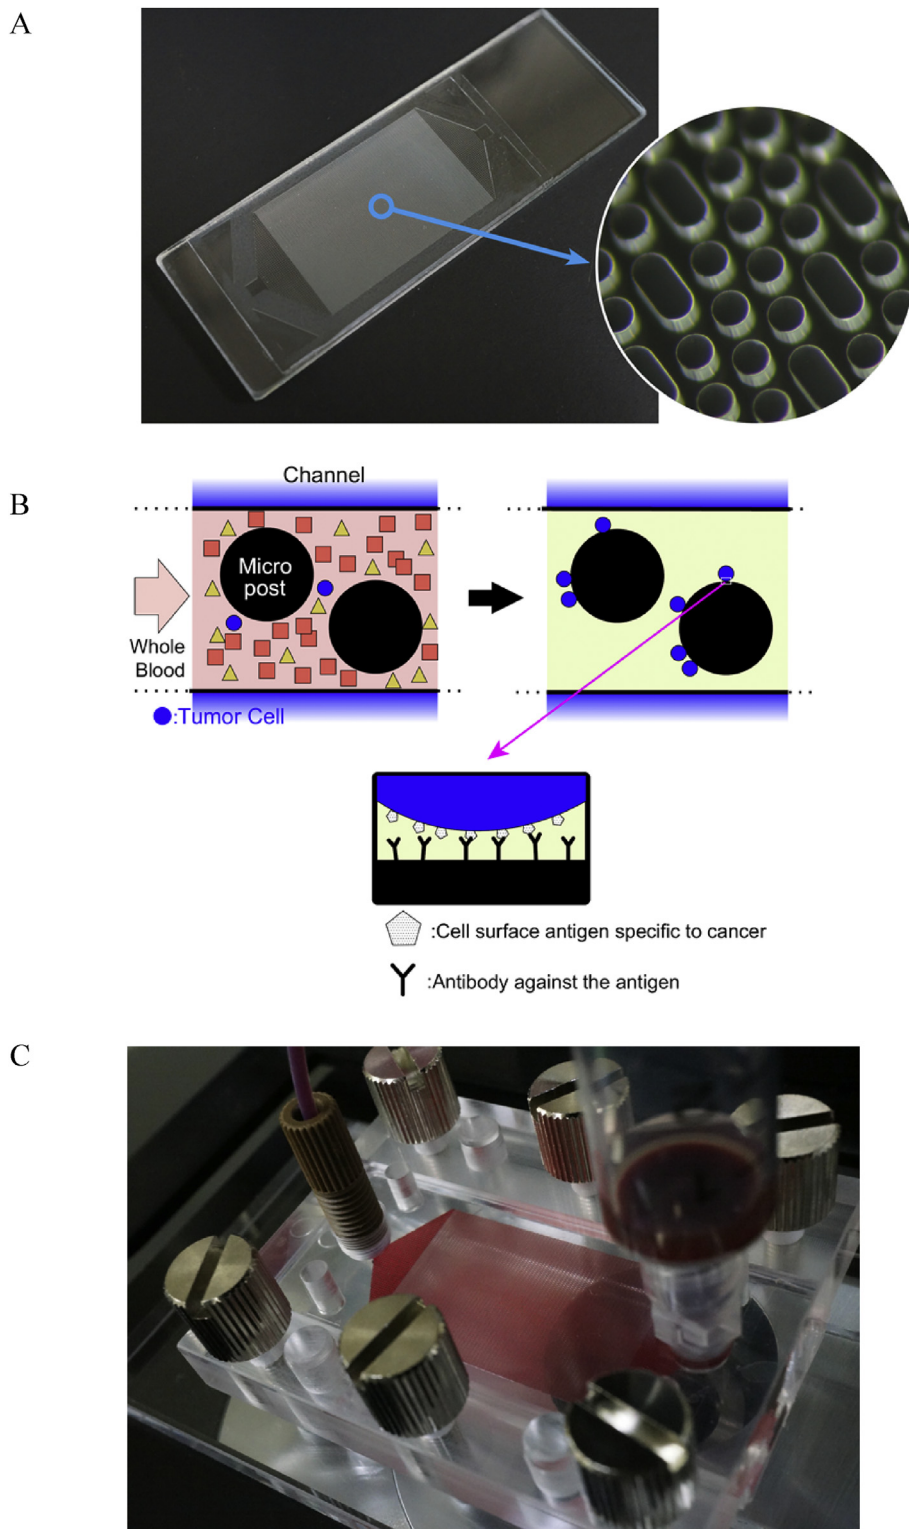 A
B
Channel
Micro
post
Whole
Blood
:Tumor Cell
:Cell surface antigen specific to cancer
:Antibody against the antigen
C